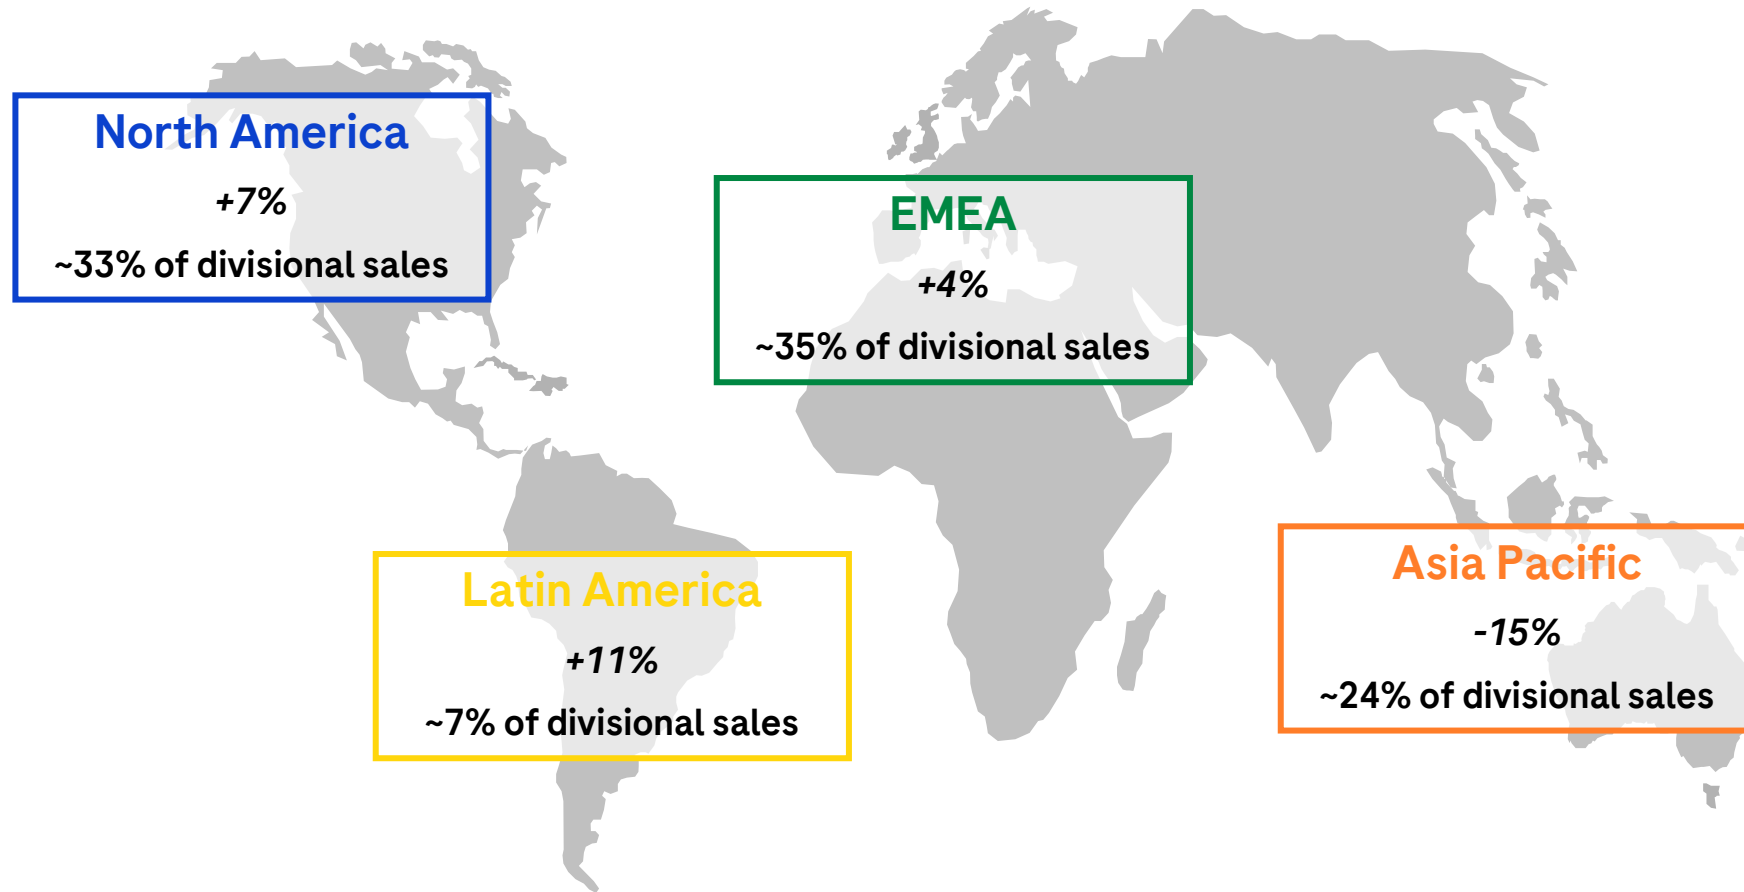 North America
+7%
~33% of divisional sales
EMEA
+4%
~35% of divisional sales
Latin America
+11%
~7% of divisional sales
Asia Pacific
-15%
~24% of divisional sales